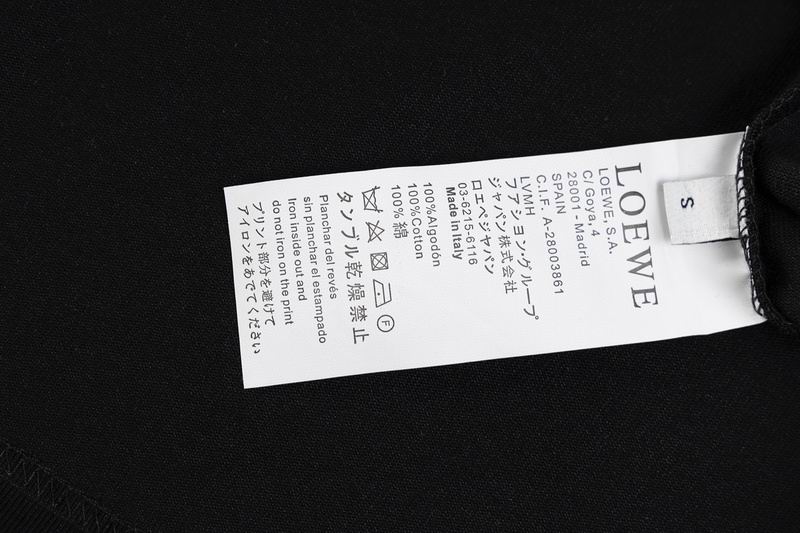 S
LOEWE
LOEWE, S.A.
C/ Goya, 4
28001 - Madrid
SPAIN
C.I.F. A-28003861
LVMH
ファション・グループ
ジャパン株式会社
ロエベジャパン
03-6215-6116
Made in Italy
100%Algodón
100%Cotton
100%綿
F
タンブル乾燥禁止
Planchar del revés
sin planchar el estampado
Iron inside out and
do not iron on the print
プリント部分を避けて
アイロンをあててください